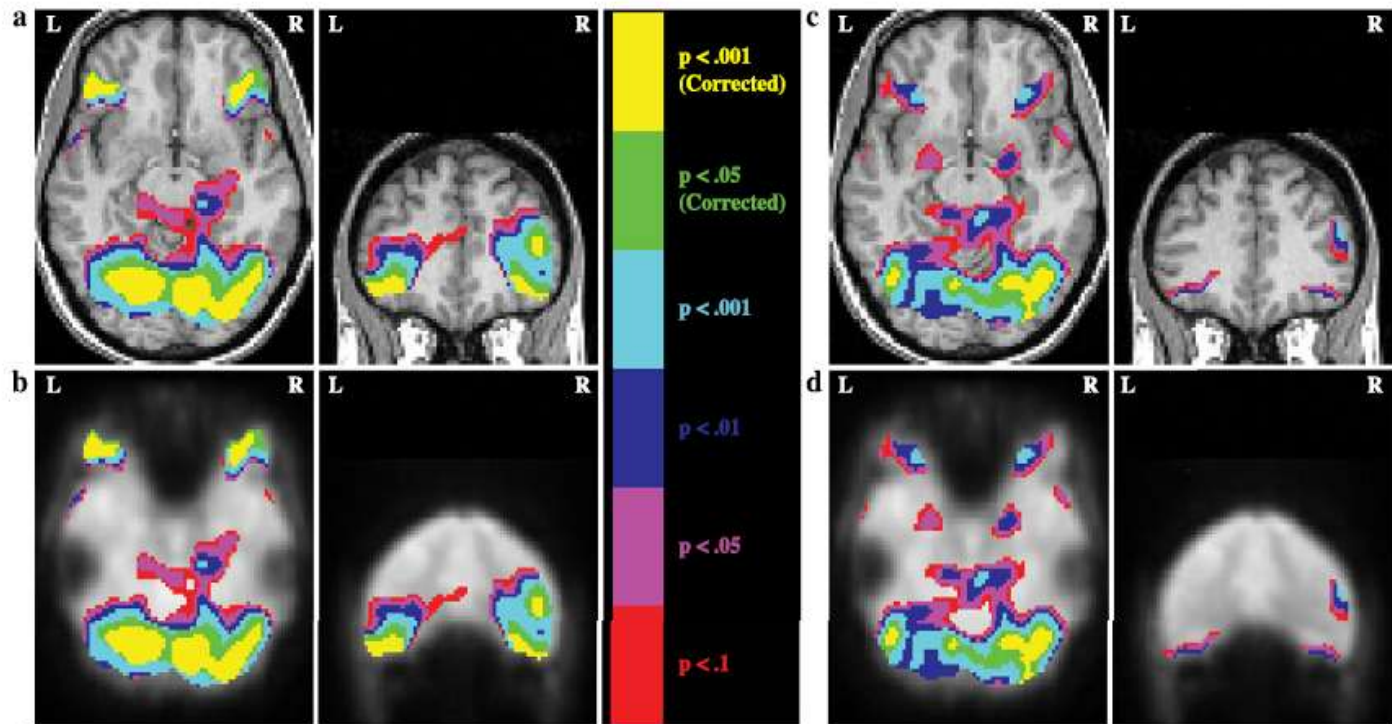 a
L
R
L
R
p < .001
(Corrected)
p < .05
(Corrected)
p < .001
p < .01
p < .05
p < .1
c
L
R
L
R
b
L
R
L
R
d
L
R
L
R